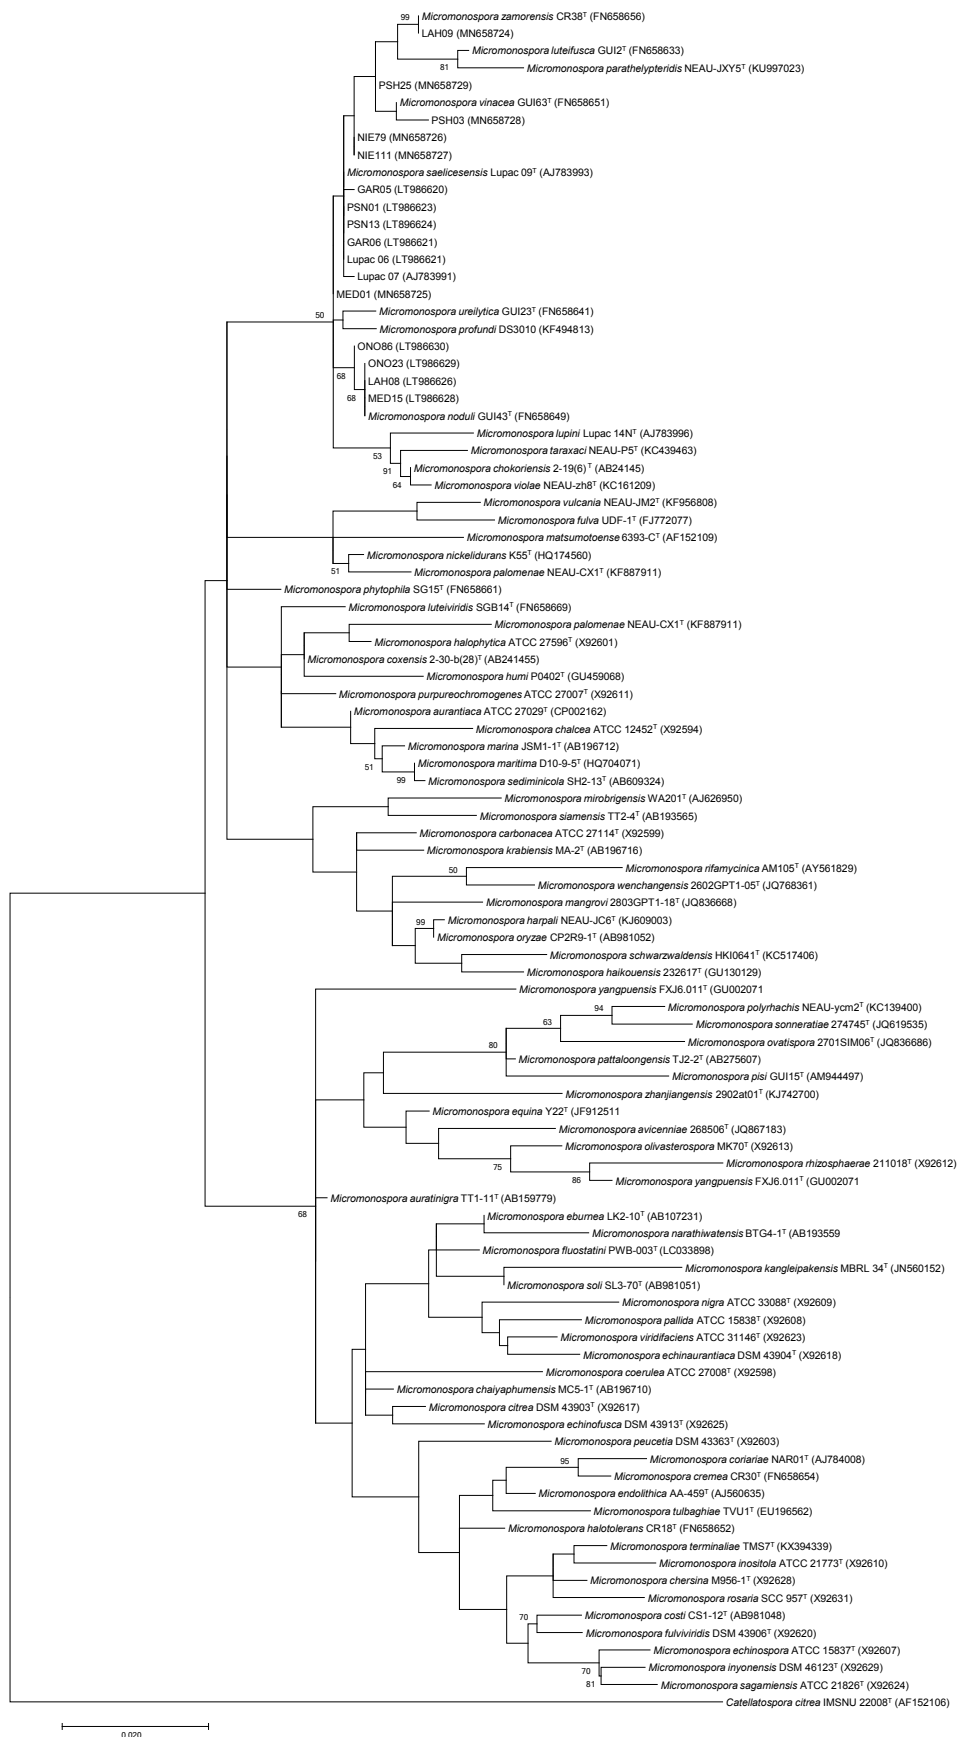 99
Micromonospora zamorensis CR38ᵀ (FN658656)
LAH09 (MN658724)
Micromonospora luteifusca GUI2ᵀ (FN658633)
81
Micromonospora parathelypteridis NEAU-JXY5ᵀ (KU997023)
PSH25 (MN658729)
Micromonospora vinacea GUI63ᵀ (FN658651)
PSH03 (MN658728)
NIE79 (MN658726)
NIE111 (MN658727)
Micromonospora saelicesensis Lupac 09ᵀ (AJ783993)
GAR05 (LT986620)
PSN01 (LT986623)
PSN13 (LT896624)
GAR06 (LT986621)
Lupac 06 (LT986621)
Lupac 07 (AJ783991)
MED01 (MN658725)
50
Micromonospora ureilytica GUI23ᵀ (FN658641)
Micromonospora profundi DS3010 (KF494813)
ONO86 (LT986630)
ONO23 (LT986629)
68
LAH08 (LT986626)
68
MED15 (LT986628)
Micromonospora noduli GUI43ᵀ (FN658649)
Micromonospora lupini Lupac 14Nᵀ (AJ783996)
53
Micromonospora taraxaci NEAU-P5ᵀ (KC439463)
91
Micromonospora chokoriensis 2-19(6) ᵀ (AB24145)
64
Micromonospora violae NEAU-zh8ᵀ (KC161209)
Micromonospora vulcania NEAU-JM2ᵀ (KF956808)
Micromonospora fulva UDF-1ᵀ (FJ772077)
Micromonospora matsumotoense 6393-Cᵀ (AF152109)
Micromonospora nickelidurans K55ᵀ (HQ174560)
51
Micromonospora palomenae NEAU-CX1ᵀ (KF887911)
Micromonospora phytophila SG15ᵀ (FN658661)
Micromonospora luteiviridis SGB14ᵀ (FN658669)
Micromonospora palomenae NEAU-CX1ᵀ (KF887911)
Micromonospora halophytica ATCC 27596ᵀ (X92601)
Micromonospora coxensis 2-30-b(28)ᵀ (AB241455)
Micromonospora humi P0402ᵀ (GU459068)
Micromonospora purpureochromogenes ATCC 27007ᵀ (X92611)
Micromonospora aurantiaca ATCC 27029ᵀ (CP002162)
Micromonospora chalcea ATCC 12452ᵀ (X92594)
Micromonospora marina JSM1-1ᵀ (AB196712)
51
Micromonospora maritima D10-9-5ᵀ (HQ704071)
99
Micromonospora sediminicola SH2-13ᵀ (AB609324)
Micromonospora mirobrigensis WA201ᵀ (AJ626950)
Micromonospora siamensis TT2-4ᵀ (AB193565)
Micromonospora carbonacea ATCC 27114ᵀ (X92599)
Micromonospora krabiensis MA-2ᵀ (AB196716)
50
Micromonospora rifamycinica AM105ᵀ (AY561829)
Micromonospora wenchangensis 2602GPT1-05ᵀ (JQ768361)
Micromonospora mangrovi 2803GPT1-18ᵀ (JQ836668)
99
Micromonospora harpali NEAU-JC6ᵀ (KJ609003)
Micromonospora oryzae CP2R9-1ᵀ (AB981052)
Micromonospora schwarzwaldensis HKI0641ᵀ (KC517406)
Micromonospora haikouensis 232617ᵀ (GU130129)
Micromonospora yangpuensis FXJ6.011ᵀ (GU002071
94
Micromonospora polyrhachis NEAU-ycm2ᵀ (KC139400)
63
Micromonospora sonneratiae 274745ᵀ (JQ619535)
80
Micromonospora ovatispora 2701SIM06ᵀ (JQ836686)
Micromonospora pattaloongensis TJ2-2ᵀ (AB275607)
Micromonospora pisi GUI15ᵀ (AM944497)
Micromonospora zhanjiangensis 2902at01ᵀ (KJ742700)
Micromonospora equina Y22ᵀ (JF912511
Micromonospora avicenniae 268506ᵀ (JQ867183)
Micromonospora olivasterospora MK70ᵀ (X92613)
75
Micromonospora rhizosphaerae 211018ᵀ (X92612)
86
Micromonospora yangpuensis FXJ6.011ᵀ (GU002071
Micromonospora auratinigra TT1-11ᵀ (AB159779)
68
Micromonospora eburnea LK2-10ᵀ (AB107231)
Micromonospora narathiwatensis BTG4-1ᵀ (AB193559
Micromonospora fluostatini PWB-003ᵀ (LC033898)
Micromonospora kangleipakensis MBRL 34ᵀ (JN560152)
Micromonospora soli SL3-70ᵀ (AB981051)
Micromonospora nigra ATCC 33088ᵀ (X92609)
Micromonospora pallida ATCC 15838ᵀ (X92608)
Micromonospora viridifaciens ATCC 31146ᵀ (X92623)
Micromonospora echinaurantiaca DSM 43904ᵀ (X92618)
Micromonospora coerulea ATCC 27008ᵀ (X92598)
Micromonospora chaiyaphumensis MC5-1ᵀ (AB196710)
Micromonospora citrea DSM 43903ᵀ (X92617)
Micromonospora echinofusca DSM 43913ᵀ (X92625)
Micromonospora peucetia DSM 43363ᵀ (X92603)
95
Micromonospora coriariae NAR01ᵀ (AJ784008)
Micromonospora cremea CR30ᵀ (FN658654)
Micromonospora endolithica AA-459ᵀ (AJ560635)
Micromonospora tulbaghiae TVU1ᵀ (EU196562)
Micromonospora halotolerans CR18ᵀ (FN658652)
Micromonospora terminaliae TMS7ᵀ (KX394339)
Micromonospora inositola ATCC 21773ᵀ (X92610)
Micromonospora chersina M956-1ᵀ (X92628)
Micromonospora rosaria SCC 957ᵀ (X92631)
70
Micromonospora costi CS1-12ᵀ (AB981048)
Micromonospora fulviviridis DSM 43906ᵀ (X92620)
Micromonospora echinospora ATCC 15837ᵀ (X92607)
70
Micromonospora inyonensis DSM 46123ᵀ (X92629)
81
Micromonospora sagamiensis ATCC 21826ᵀ (X92624)
Catellatospora citrea IMSNU 22008ᵀ (AF152106)
0.020